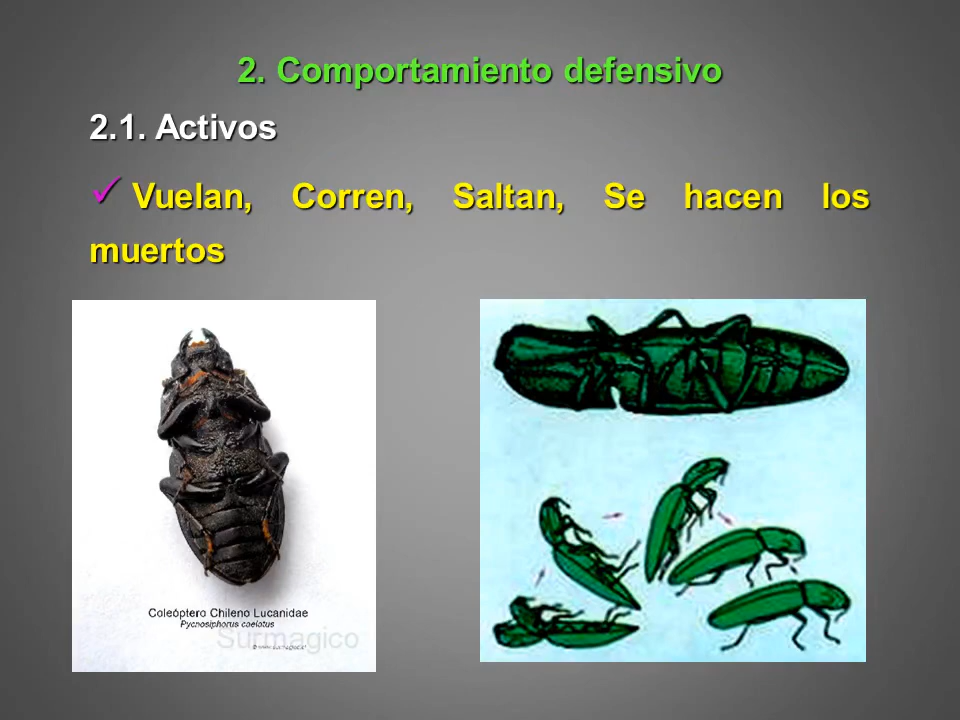 2. Comportamiento defensivo
2.1. Activos
✓ Vuelan, Corren, Saltan, Se hacen los
muertos
Coleóptero Chileno Lucanidae
Pycnosiphorus caelatus
Surmagico